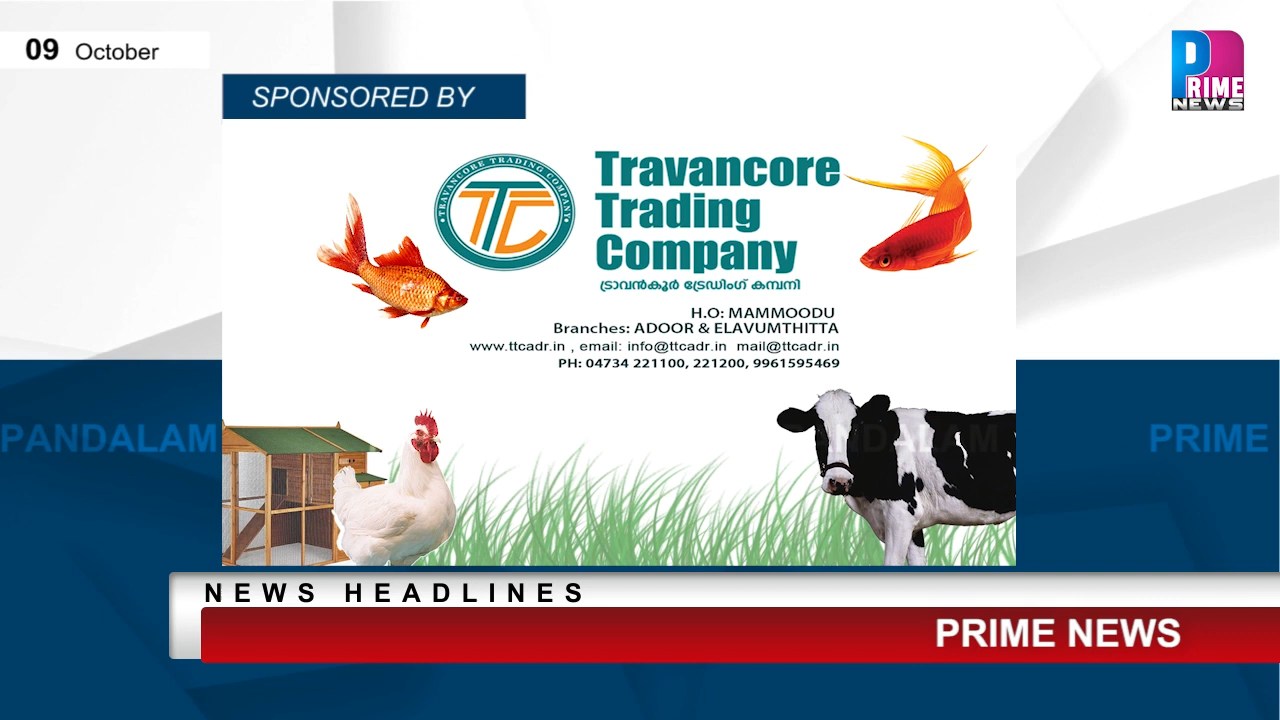 09 October
PRIME
NEWS
SPONSORED BY
TRAVANCORE TRADING COMPANY
TTC
Travancore
Trading
Company
ട്രാവൻകൂർ ട്രേഡിംഗ് കമ്പനി
H.O: MAMMOODU
Branches: ADOOR & ELAVUMTHITTA
www.ttcadr.in , email: info@ttcadr.in mail@ttcadr.in
PH: 04734 221100, 221200, 9961595469
PANDALAM PANDALAM PRIME
NEWS HEADLINES
PRIME NEWS